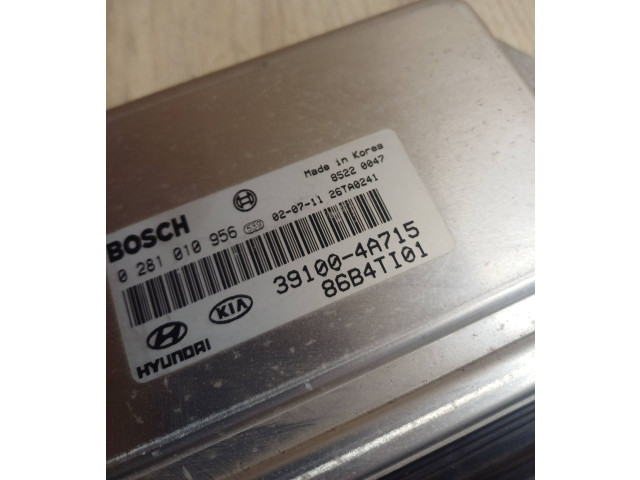 Made in Korea
8522 0047
BOSCH
0 281 010 956 02-07-11 26TA0241
39100-4A715
86B4TI01
HYUNDAI
KIA